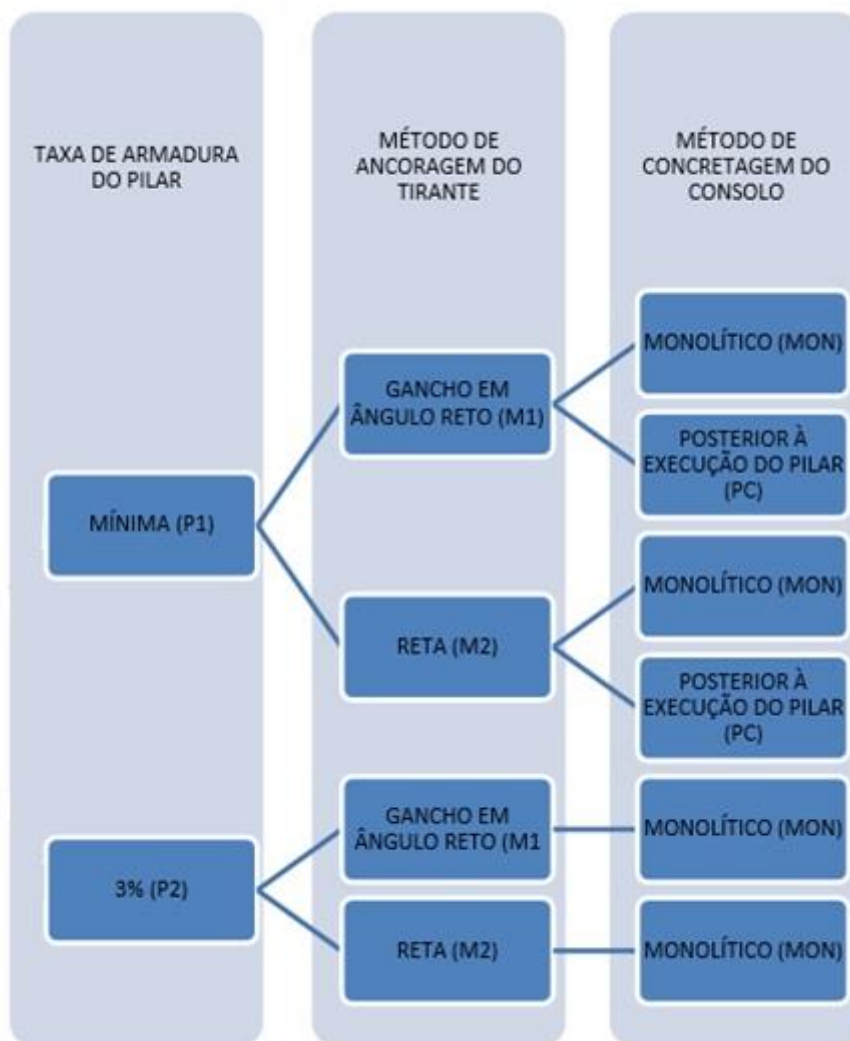 TAXA DE ARMADURA
DO PILAR
MÉTODO DE
ANCORAGEM DO
TIRANTE
MÉTODO DE
CONCRETAGEM DO
CONSOLO
MÍNIMA (P1)
GANCHO EM
ÂNGULO RETO (M1)
MONOLÍTICO (MON)
POSTERIOR À
EXECUÇÃO DO PILAR
(PC)
RETA (M2)
MONOLÍTICO (MON)
POSTERIOR À
EXECUÇÃO DO PILAR
(PC)
3% (P2)
GANCHO EM
ÂNGULO RETO (M1
MONOLÍTICO (MON)
RETA (M2)
MONOLÍTICO (MON)